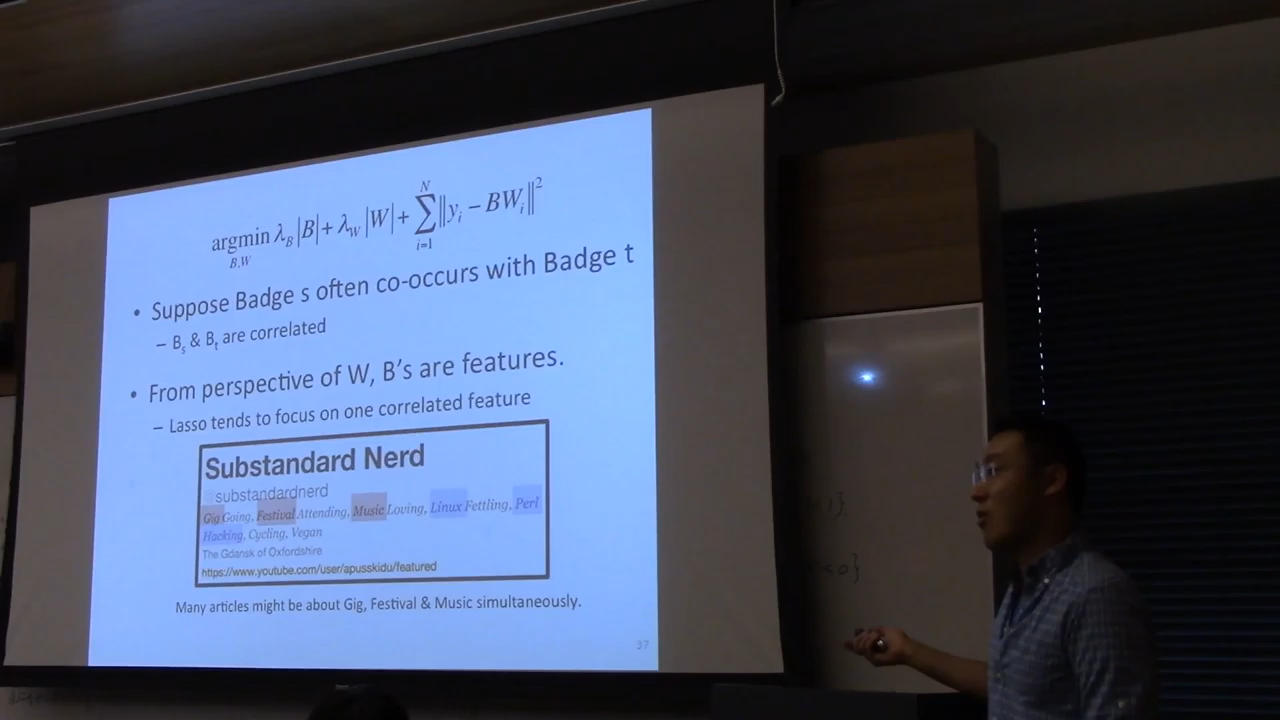 argmin λ_B |B| + λ_W |W| + Σ ‖y_i − BW_i‖²
B,W
N
i=1
• Suppose Badge s often co-occurs with Badge t
– B_s & B_t are correlated
• From perspective of W, B's are features.
– Lasso tends to focus on one correlated feature
Substandard Nerd
substandardnerd
Gig Going, Festival Attending, Music Loving, Linux Fettling, Perl
Hacking, Cycling, Vegan
The Gdansk of Oxfordshire
https://www.youtube.com/user/apusskidu/featured
Many articles might be about Gig, Festival & Music simultaneously.
37